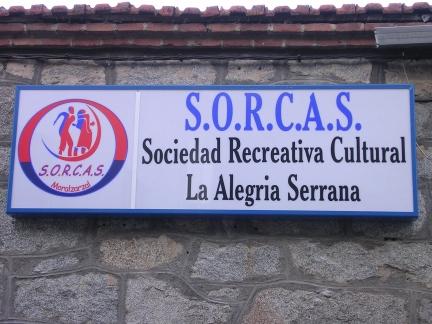 S.O.R.C.A.S.
Moralzarzal
S.O.R.C.A.S.
Sociedad Recreativa Cultural
La Alegria Serrana